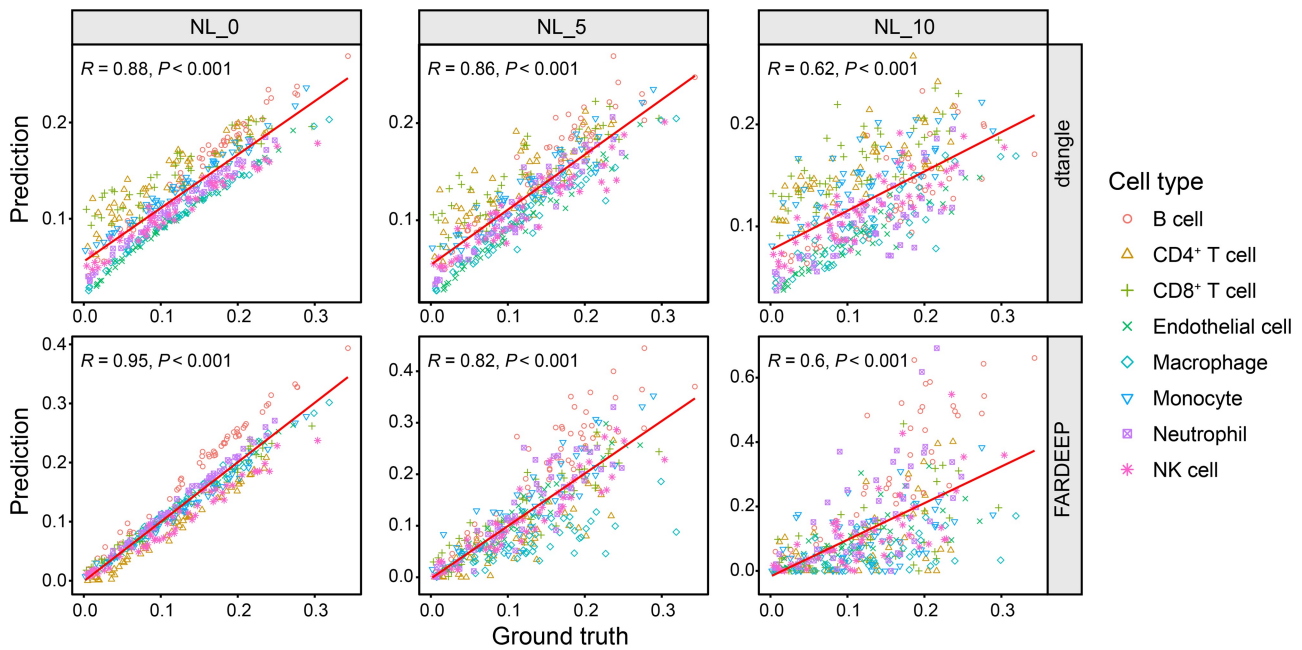 NL_0
NL_5
NL_10
R = 0.88, P < 0.001
R = 0.86, P < 0.001
R = 0.62, P < 0.001
Prediction
0.2
0.1
0.2
0.1
0.2
0.1
dtangle
0.0 0.1 0.2 0.3
0.0 0.1 0.2 0.3
0.0 0.1 0.2 0.3
R = 0.95, P < 0.001
R = 0.82, P < 0.001
R = 0.6, P < 0.001
Prediction
0.4
0.3
0.2
0.1
0.0
0.4
0.3
0.2
0.1
0.0
0.6
0.4
0.2
0.0
FARDEEP
0.0 0.1 0.2 0.3
0.0 0.1 0.2 0.3
0.0 0.1 0.2 0.3
Ground truth
Cell type
B cell
CD4⁺ T cell
CD8⁺ T cell
Endothelial cell
Macrophage
Monocyte
Neutrophil
NK cell